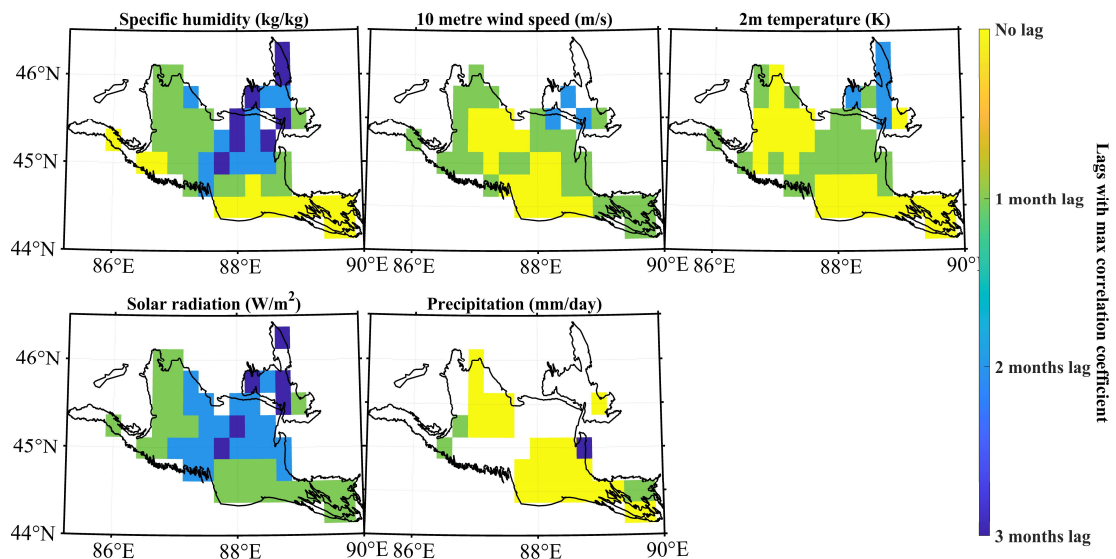 Specific humidity (kg/kg)
10 metre wind speed (m/s)
2m temperature (K)
46°N
45°N
44°N
86°E
88°E
90°E
86°E
88°E
90°E
86°E
88°E
90°E
Solar radiation (W/m²)
Precipitation (mm/day)
46°N
45°N
44°N
86°E
88°E
90°E
86°E
88°E
90°E
No lag
1 month lag
2 months lag
3 months lag
Lags with max correlation coefficient